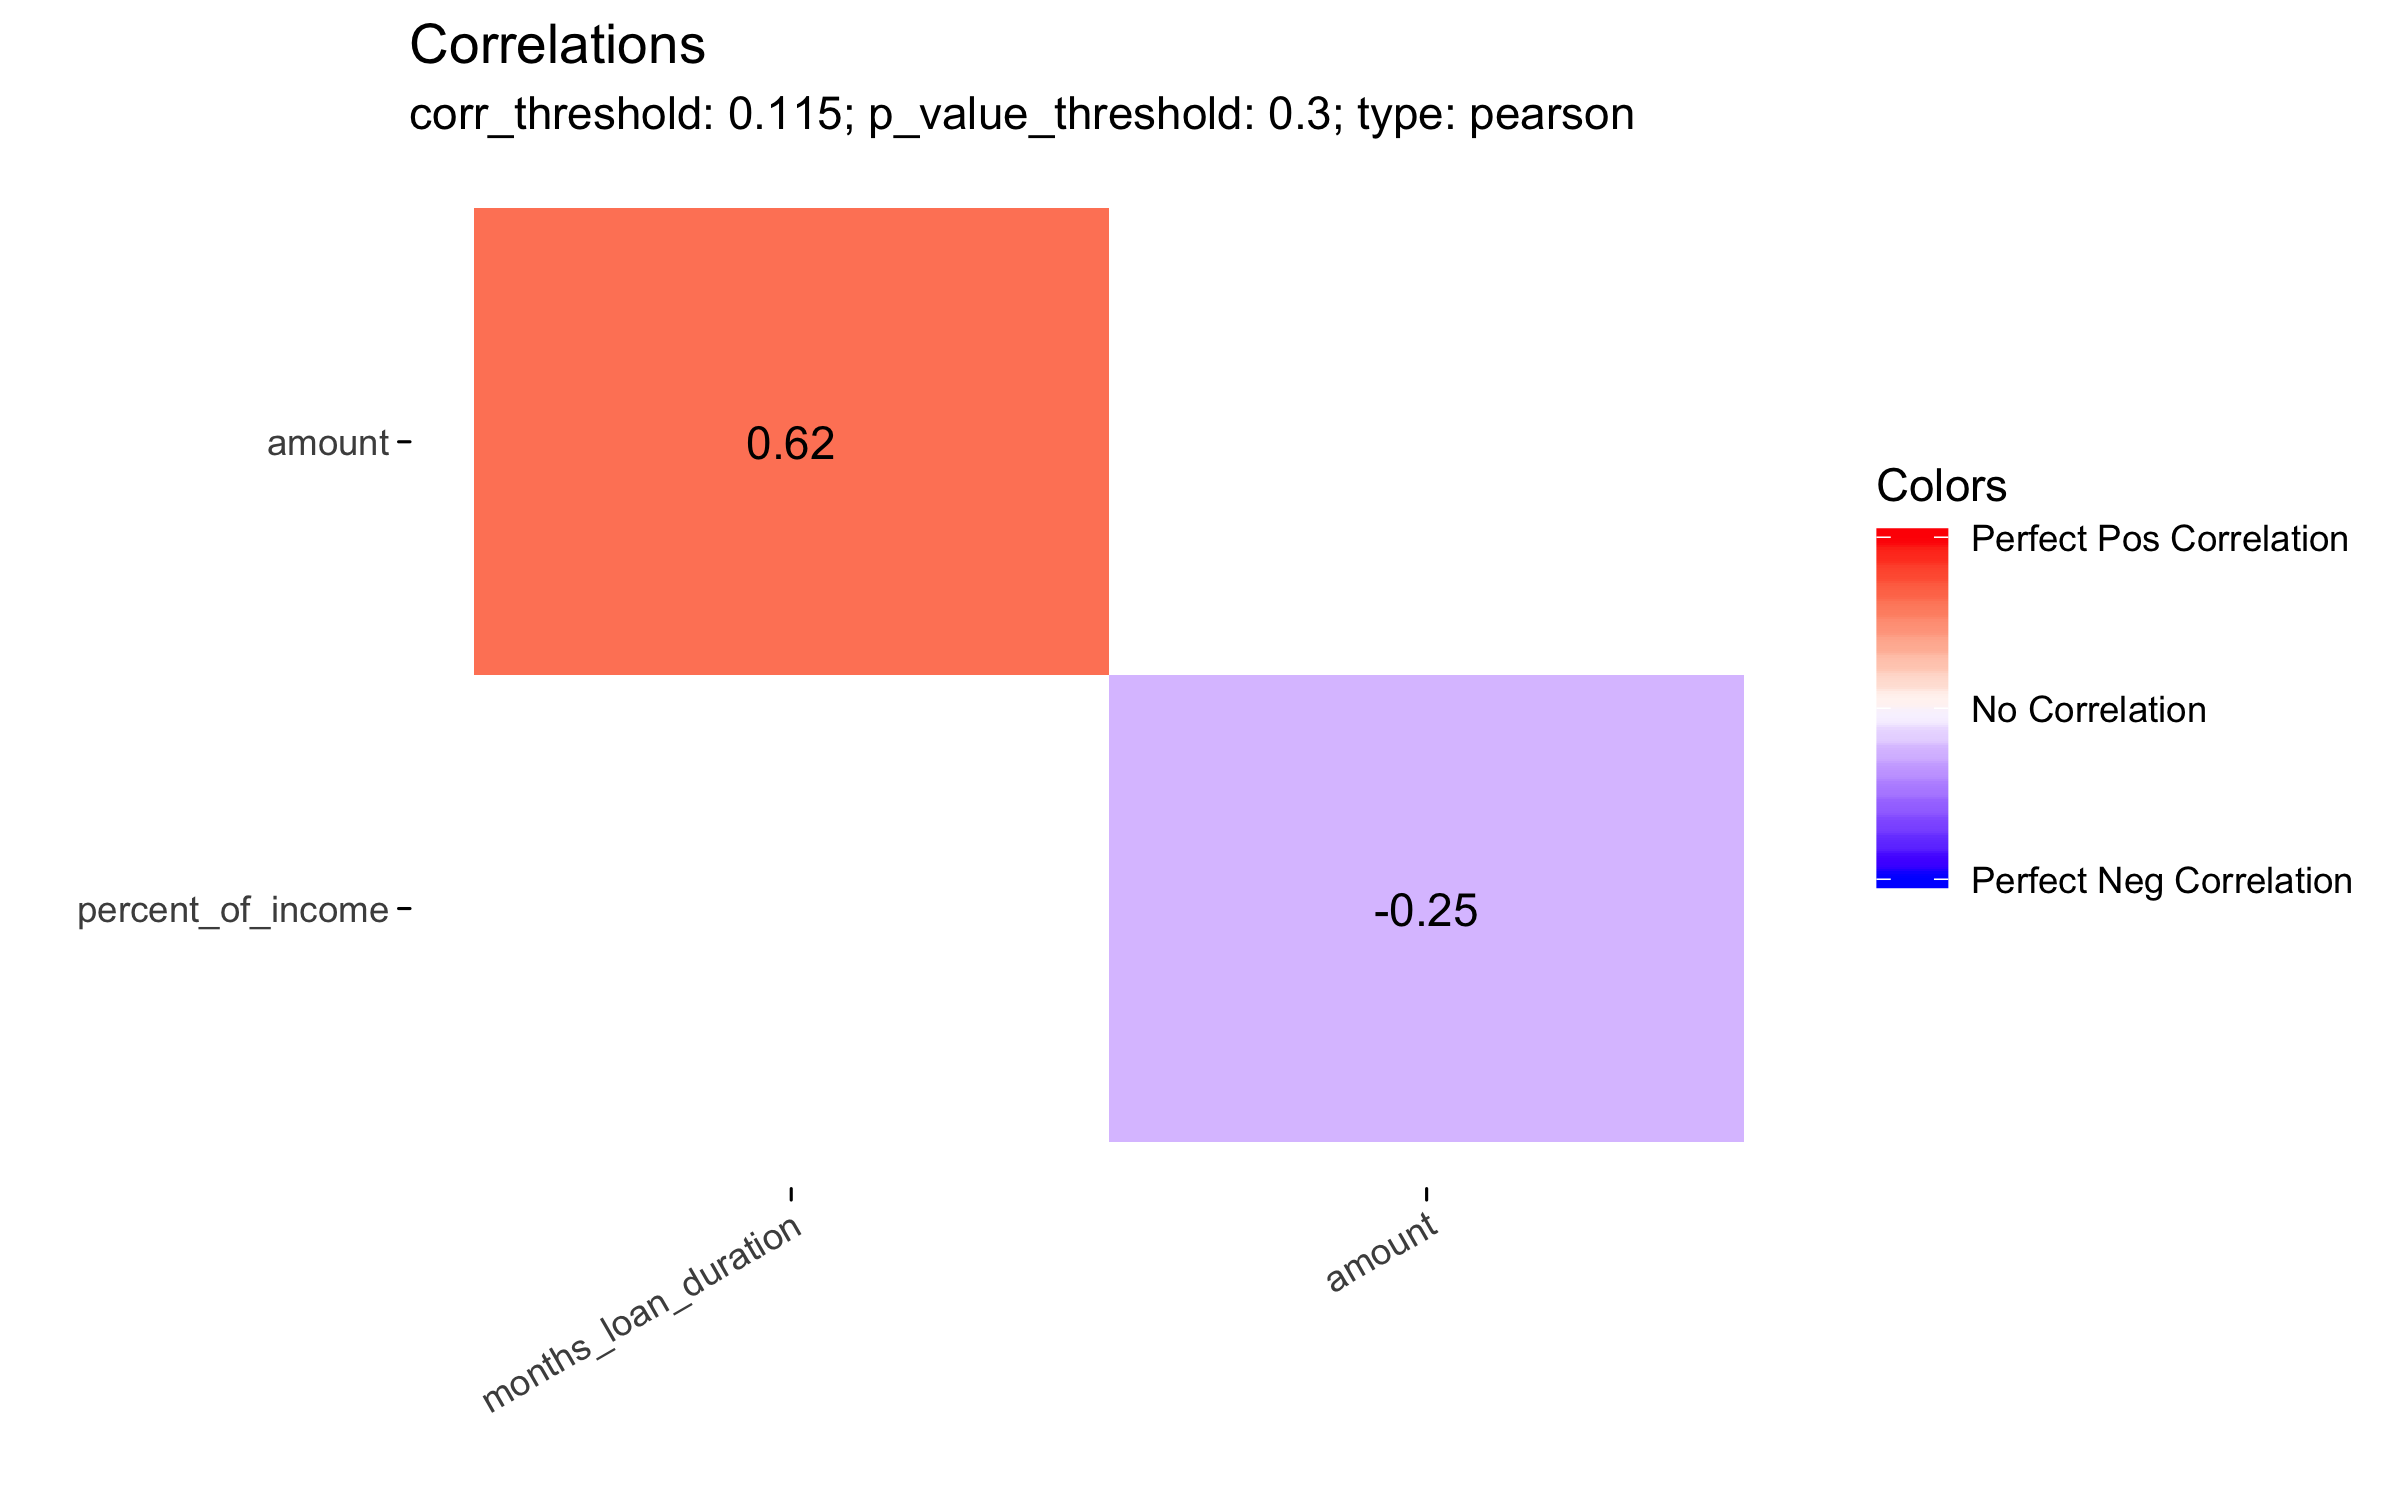 Correlations
corr_threshold: 0.115; p_value_threshold: 0.3; type: pearson
amount
0.62
percent_of_income
-0.25
months_loan_duration
amount
Colors
Perfect Pos Correlation
No Correlation
Perfect Neg Correlation